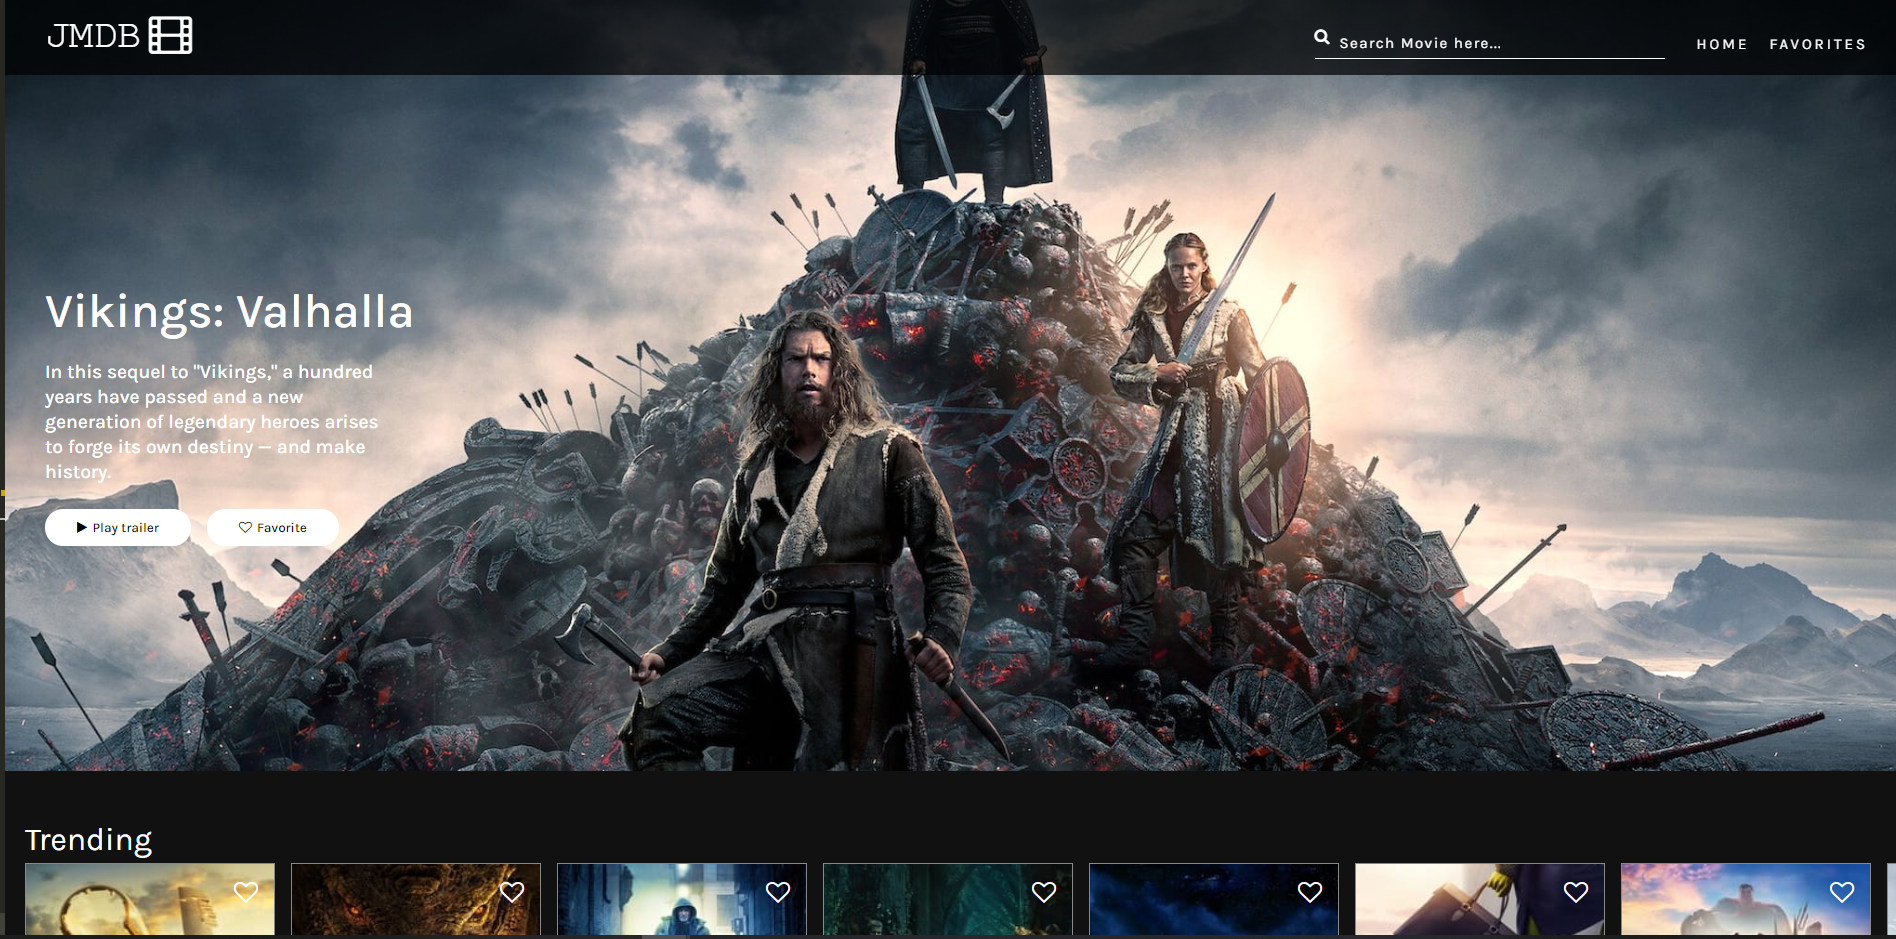 JMDB
Search Movie here...
HOME FAVORITES
Vikings: Valhalla
In this sequel to "Vikings," a hundred
years have passed and a new
generation of legendary heroes arises
to forge its own destiny — and make
history.
Play trailer
Favorite
Trending